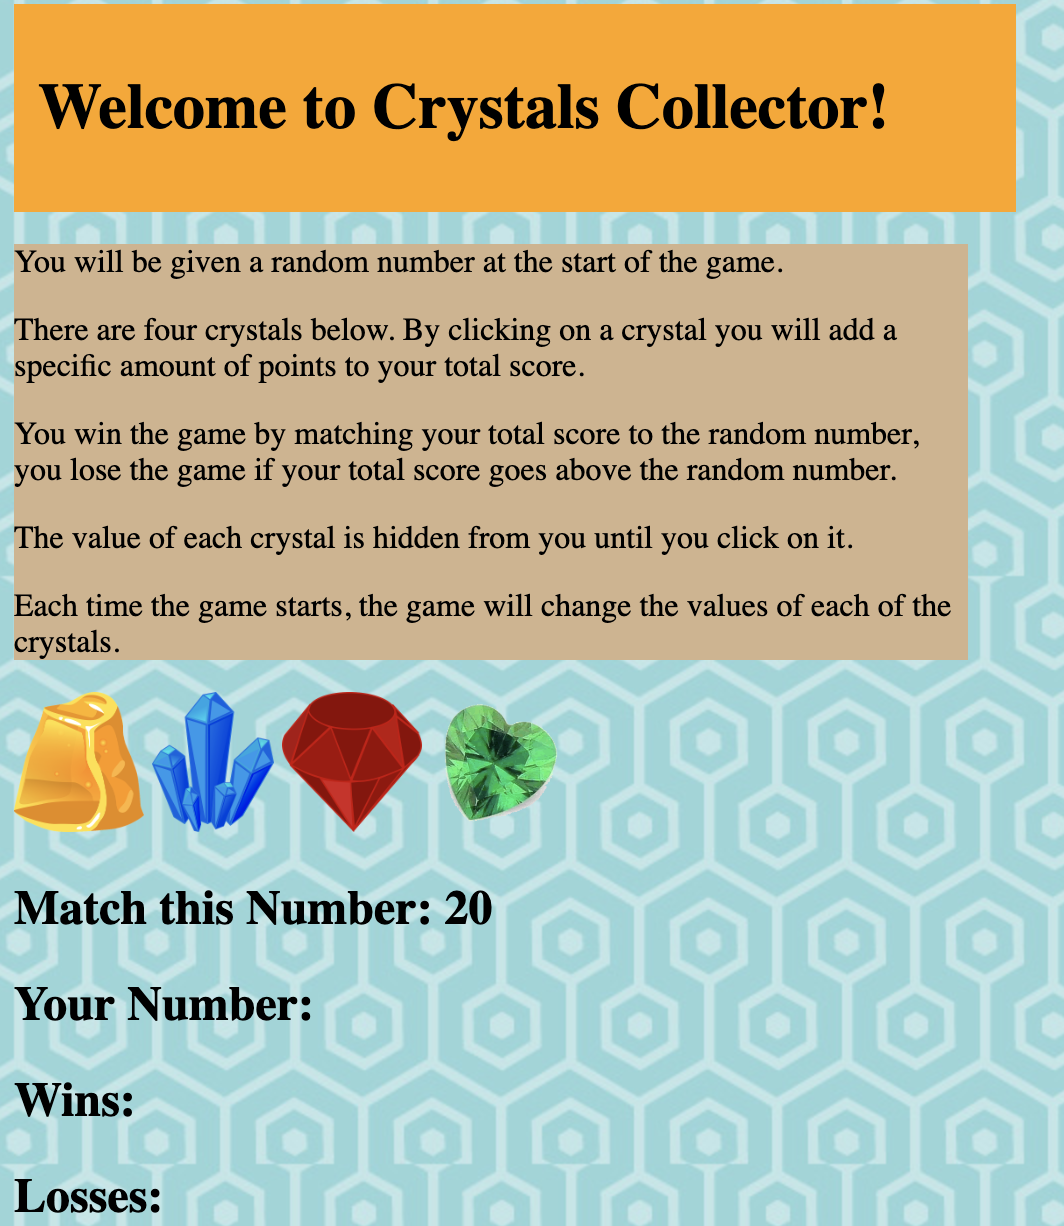 Welcome to Crystals Collector!
You will be given a random number at the start of the game.
There are four crystals below. By clicking on a crystal you will add a
specific amount of points to your total score.
You win the game by matching your total score to the random number,
you lose the game if your total score goes above the random number.
The value of each crystal is hidden from you until you click on it.
Each time the game starts, the game will change the values of each of the
crystals.
Match this Number: 20
Your Number:
Wins:
Losses: